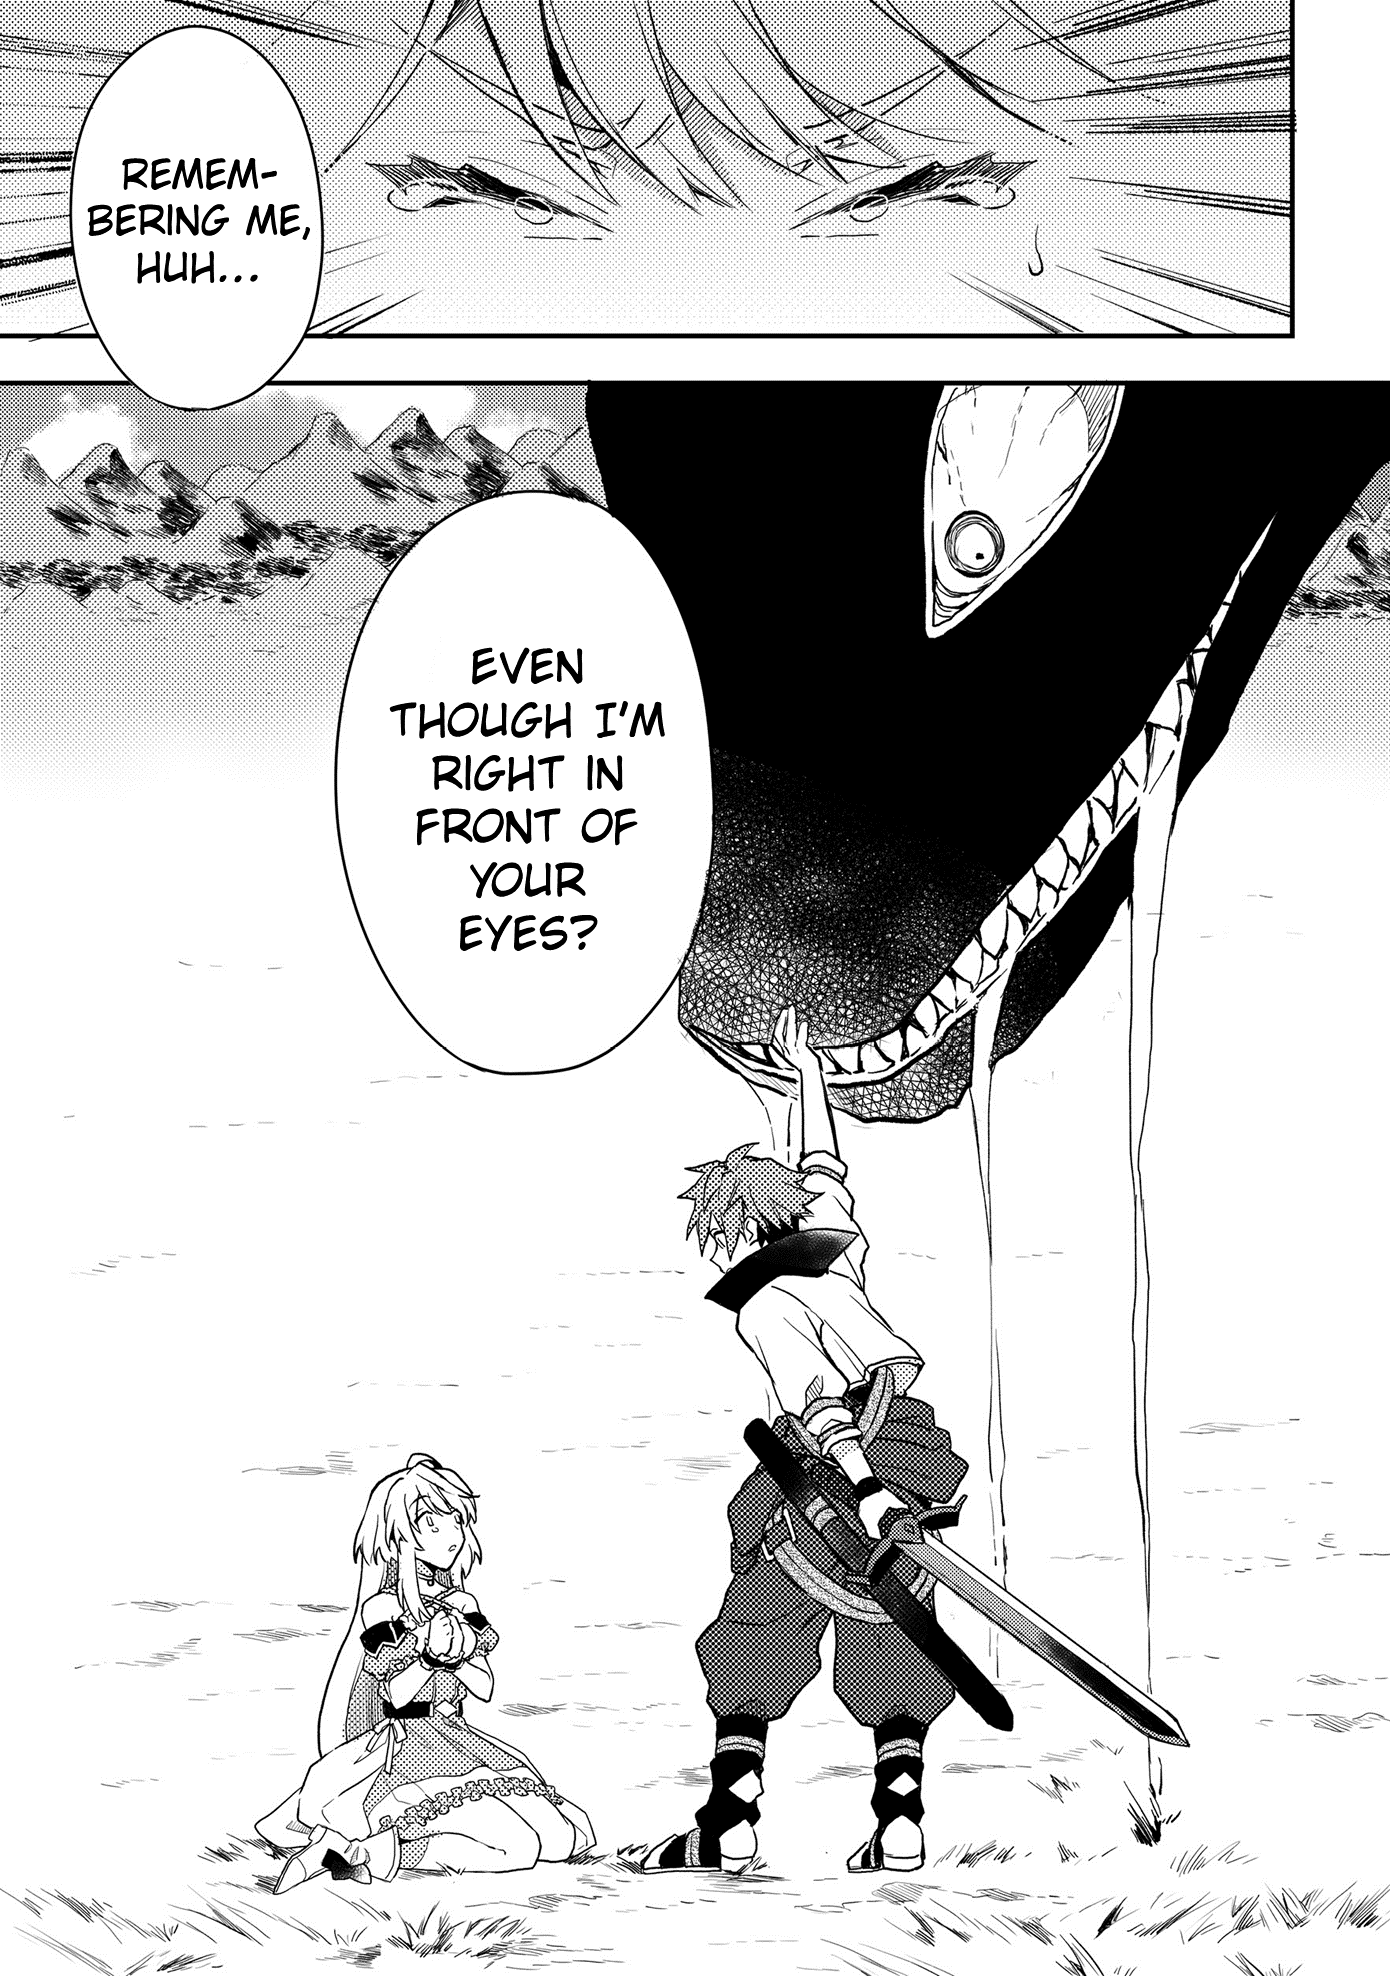 REMEM-
BERING ME,
HUH...
EVEN
THOUGH I'M
RIGHT IN
FRONT OF
YOUR
EYES?